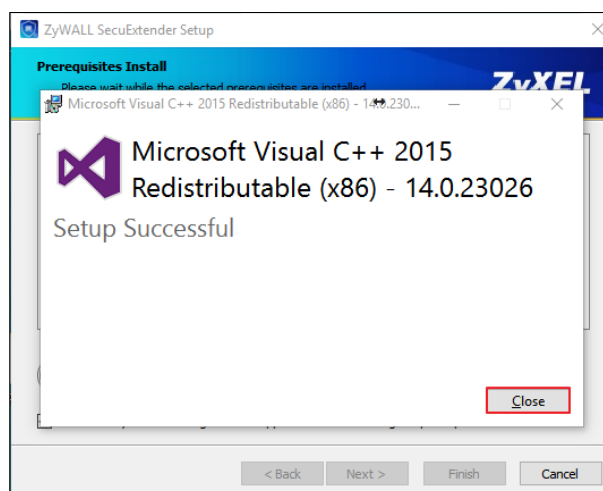 ZyWALL SecuExtender Setup
Prerequisites Install
Please wait while the selected prerequisites are installed
ZyXEL
Microsoft Visual C++ 2015 Redistributable (x86) - 14.0.230...
Microsoft Visual C++ 2015
Redistributable (x86) - 14.0.23026
Setup Successful
Close
< Back
Next >
Finish
Cancel